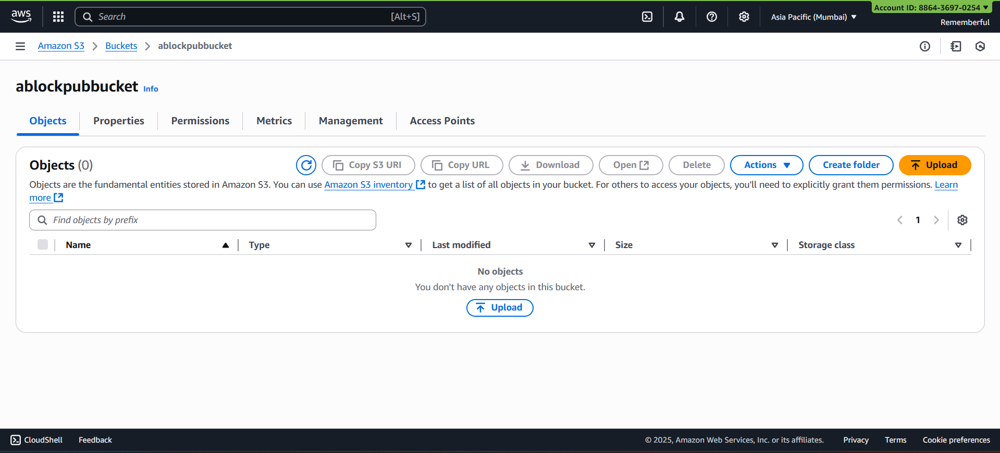 aws Search [Alt+S] Asia Pacific (Mumbai) Account ID: 8864-3697-0254
Rememberful
Amazon S3 Buckets ablockpubbucket
ablockpubbucket Info
Objects Properties Permissions Metrics Management Access Points
Objects (0) Copy S3 URI Copy URL Download Open Delete Actions Create folder Upload
Objects are the fundamental entities stored in Amazon S3. You can use Amazon S3 inventory to get a list of all objects in your bucket. For others to access your objects, you'll need to explicitly grant them permissions. Learn
more
Find objects by prefix 1
Name Type Last modified Size Storage class
No objects
You don't have any objects in this bucket.
Upload
CloudShell Feedback © 2025, Amazon Web Services, Inc. or its affiliates. Privacy Terms Cookie preferences